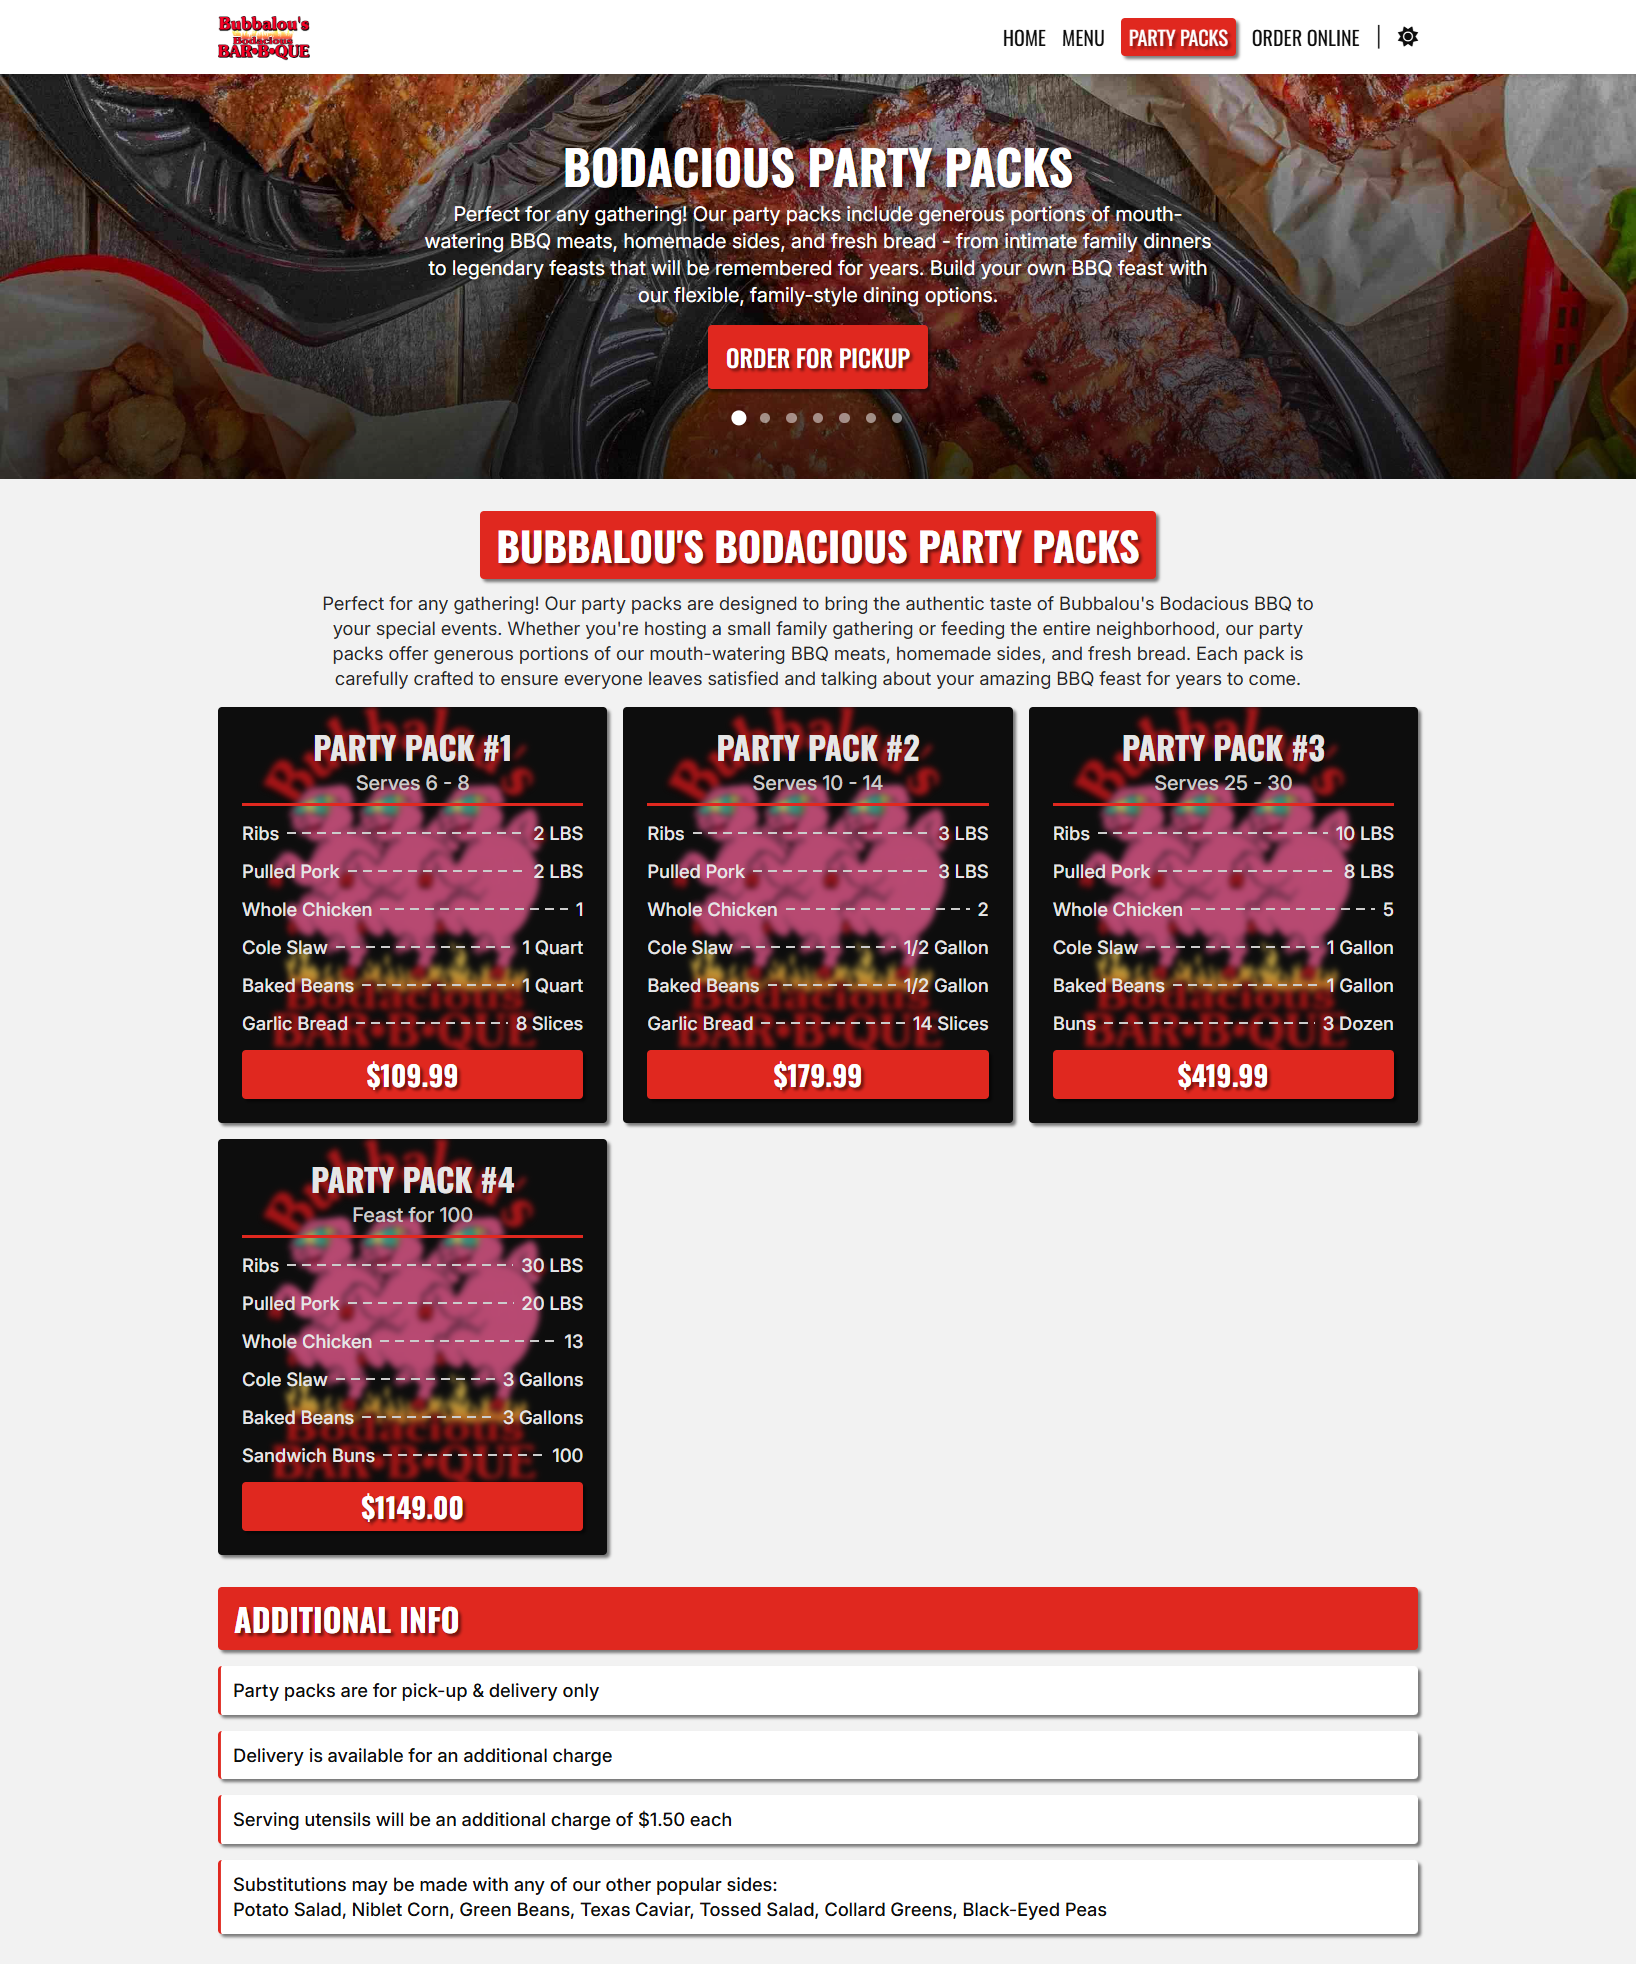 Bubbalou's
Bodacious
BAR•B•QUE
HOME
MENU
PARTY PACKS
ORDER ONLINE
BODACIOUS PARTY PACKS
Perfect for any gathering! Our party packs include generous portions of mouth-
watering BBQ meats, homemade sides, and fresh bread - from intimate family dinners
to legendary feasts that will be remembered for years. Build your own BBQ feast with
our flexible, family-style dining options.
ORDER FOR PICKUP
BUBBALOU'S BODACIOUS PARTY PACKS
Perfect for any gathering! Our party packs are designed to bring the authentic taste of Bubbalou's Bodacious BBQ to
your special events. Whether you're hosting a small family gathering or feeding the entire neighborhood, our party
packs offer generous portions of our mouth-watering BBQ meats, homemade sides, and fresh bread. Each pack is
carefully crafted to ensure everyone leaves satisfied and talking about your amazing BBQ feast for years to come.
PARTY PACK #1
Serves 6 - 8
Ribs 2 LBS
Pulled Pork 2 LBS
Whole Chicken 1
Cole Slaw 1 Quart
Baked Beans 1 Quart
Garlic Bread 8 Slices
$109.99
PARTY PACK #2
Serves 10 - 14
Ribs 3 LBS
Pulled Pork 3 LBS
Whole Chicken 2
Cole Slaw 1/2 Gallon
Baked Beans 1/2 Gallon
Garlic Bread 14 Slices
$179.99
PARTY PACK #3
Serves 25 - 30
Ribs 10 LBS
Pulled Pork 8 LBS
Whole Chicken 5
Cole Slaw 1 Gallon
Baked Beans 1 Gallon
Buns 3 Dozen
$419.99
PARTY PACK #4
Feast for 100
Ribs 30 LBS
Pulled Pork 20 LBS
Whole Chicken 13
Cole Slaw 3 Gallons
Baked Beans 3 Gallons
Sandwich Buns 100
$1149.00
ADDITIONAL INFO
Party packs are for pick-up & delivery only
Delivery is available for an additional charge
Serving utensils will be an additional charge of $1.50 each
Substitutions may be made with any of our other popular sides:
Potato Salad, Niblet Corn, Green Beans, Texas Caviar, Tossed Salad, Collard Greens, Black-Eyed Peas